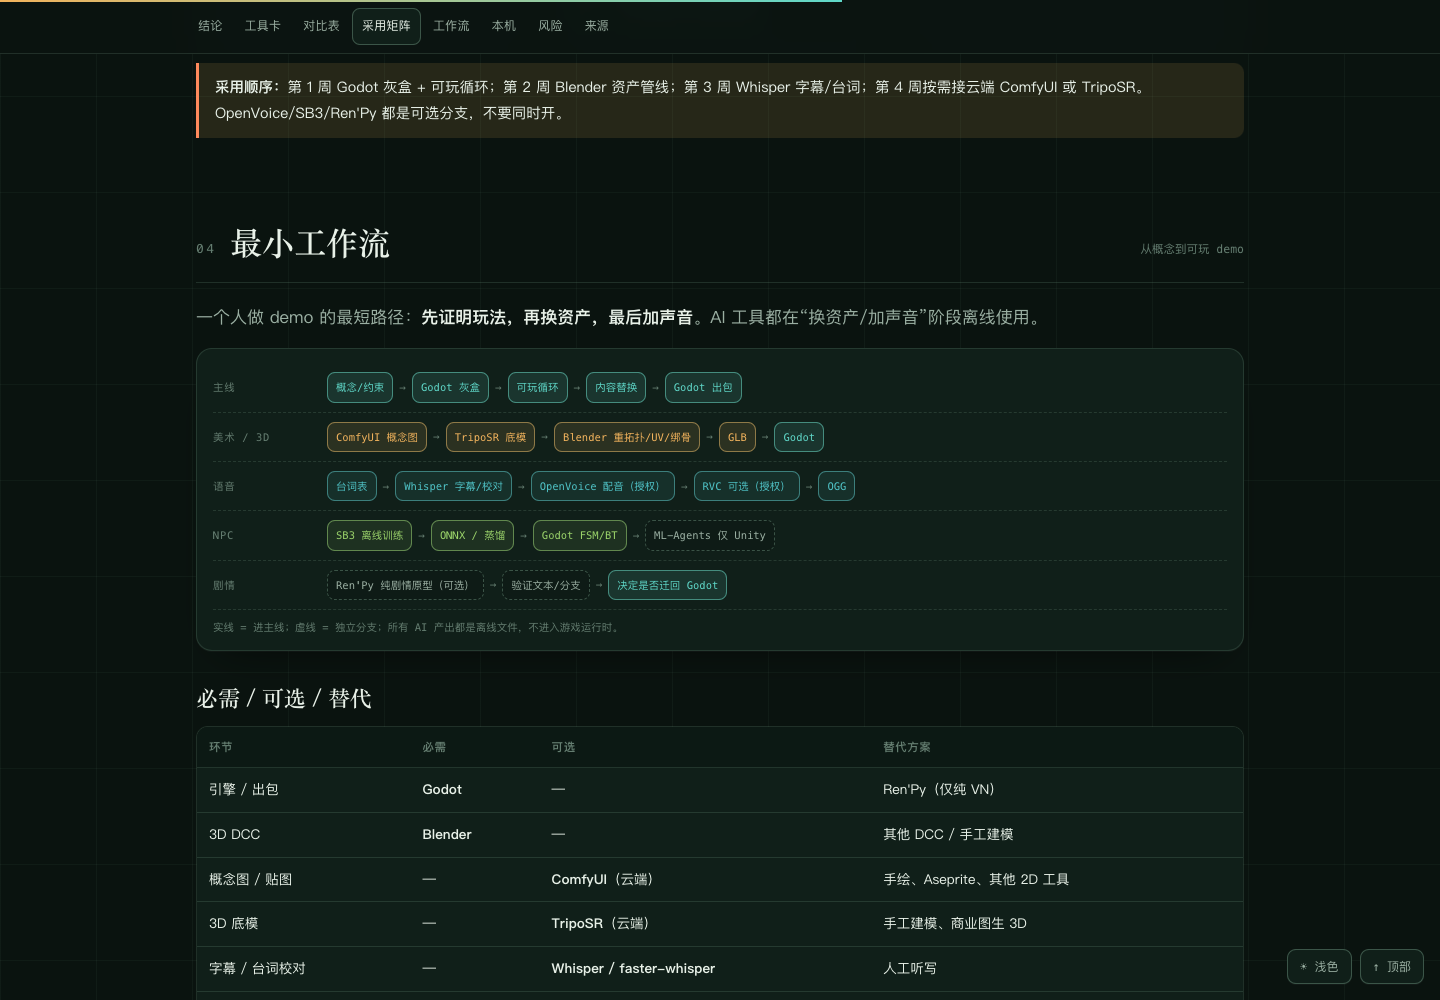 结论 工具卡 对比表 采用矩阵 工作流 本机 风险 来源
采用顺序：第 1 周 Godot 灰盒 + 可玩循环；第 2 周 Blender 资产管线；第 3 周 Whisper 字幕/台词；第 4 周按需接云端 ComfyUI 或 TripoSR。
OpenVoice/SB3/Ren'Py 都是可选分支，不要同时开。
04 最小工作流 从概念到可玩 demo
一个人做 demo 的最短路径：先证明玩法，再换资产，最后加声音。AI 工具都在“换资产/加声音”阶段离线使用。
主线 概念/约束 → Godot 灰盒 → 可玩循环 → 内容替换 → Godot 出包
美术 / 3D ComfyUI 概念图 → TripoSR 底模 → Blender 重拓扑/UV/绑骨 → GLB → Godot
语音 台词表 → Whisper 字幕/校对 → OpenVoice 配音（授权） → RVC 可选（授权） → OGG
NPC SB3 离线训练 → ONNX / 蒸馏 → Godot FSM/BT → ML-Agents 仅 Unity
剧情 Ren'Py 纯剧情原型（可选） → 验证文本/分支 → 决定是否迁回 Godot
实线 = 进主线；虚线 = 独立分支；所有 AI 产出都是离线文件，不进入游戏运行时。
必需 / 可选 / 替代
环节 必需 可选 替代方案
引擎 / 出包 Godot — Ren'Py（仅纯 VN）
3D DCC Blender — 其他 DCC / 手工建模
概念图 / 贴图 — ComfyUI（云端） 手绘、Aseprite、其他 2D 工具
3D 底模 — TripoSR（云端） 手工建模、商业图生 3D
字幕 / 台词校对 — Whisper / faster-whisper 人工听写
☀ 浅色 ↑ 顶部